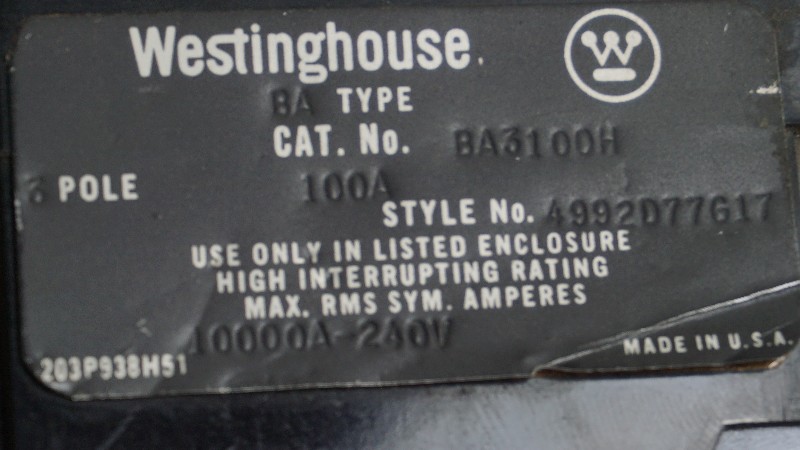 Westinghouse
BA TYPE
CAT. No. BA3100H
3 POLE 100A
STYLE No. 4992D77G17
USE ONLY IN LISTED ENCLOSURE
HIGH INTERRUPTING RATING
MAX. RMS SYM. AMPERES
10000A-240V
203P938H51
MADE IN U.S.A.